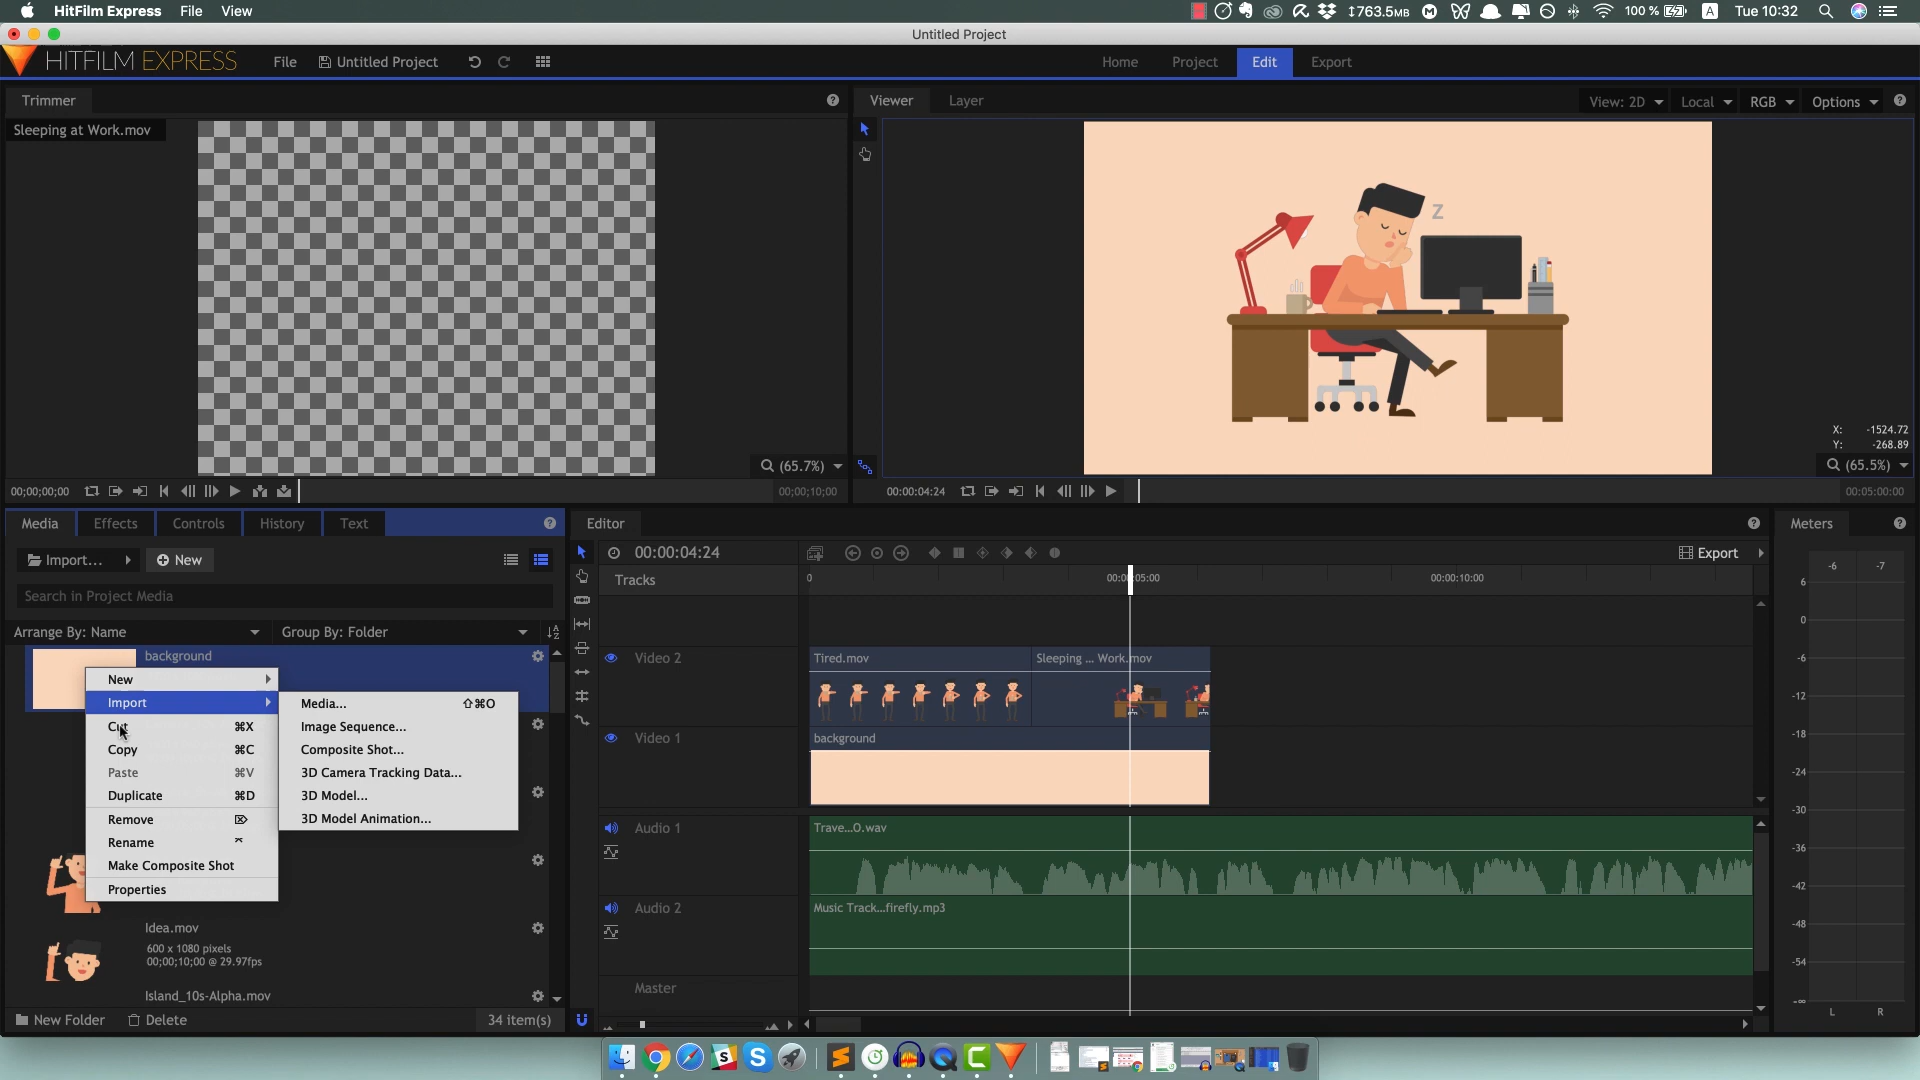 HitFilm Express File View 763.5MB M 100% A Tue 10:32
Untitled Project
HITFILM EXPRESS File Untitled Project Home Project Edit Export
Trimmer
Viewer Layer View: 2D Local RGB Options
Sleeping at Work.mov
Z
X: -1524.72
Y: -268.89
(65.7%) (65.5%)
00;00;00;00 00;00;10;00 00:00:04:24 00:05:00:00
Media Effects Controls History Text Editor Meters
Import... New 00:00:04:24 Export
-6 -7
Tracks 0 00:00:05:00 00:00:10:00
Search in Project Media
Arrange By: Name Group By: Folder
background
Video 2 Tired.mov Sleeping ... Work.mov
New
Import
Cut ⌘X
Copy ⌘C
Paste ⌘V
Duplicate ⌘D
Remove
Rename
Make Composite Shot
Properties
Media... ⇧⌘O
Image Sequence...
Composite Shot...
3D Camera Tracking Data...
3D Model...
3D Model Animation...
Video 1 background
Audio 1 Trave...O.wav
Audio 2 Music Track...firefly.mp3
Master
Idea.mov
600 x 1080 pixels
00;00;10;00 @ 29.97fps
Island_10s-Alpha.mov
New Folder Delete 34 item(s)
6
0
-6
-12
-18
-24
-30
-36
-42
-48
-54
-∞
L R